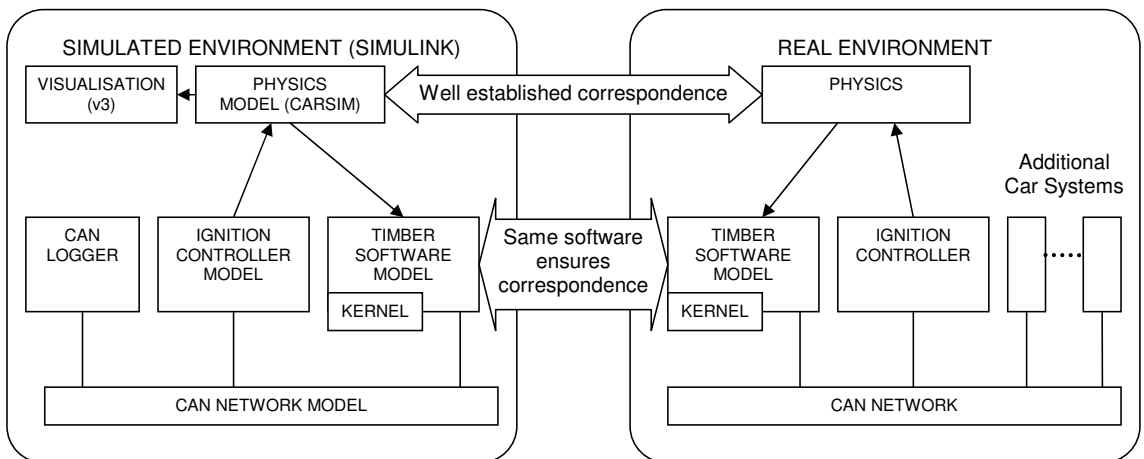 SIMULATED ENVIRONMENT (SIMULINK)
VISUALISATION
(v3)
PHYSICS
MODEL (CARSIM)
CAN
LOGGER
IGNITION
CONTROLLER
MODEL
TIMBER
SOFTWARE
MODEL
KERNEL
CAN NETWORK MODEL
Well established correspondence
Same software
ensures
correspondence
REAL ENVIRONMENT
PHYSICS
Additional
Car Systems
TIMBER
SOFTWARE
MODEL
KERNEL
IGNITION
CONTROLLER
CAN NETWORK